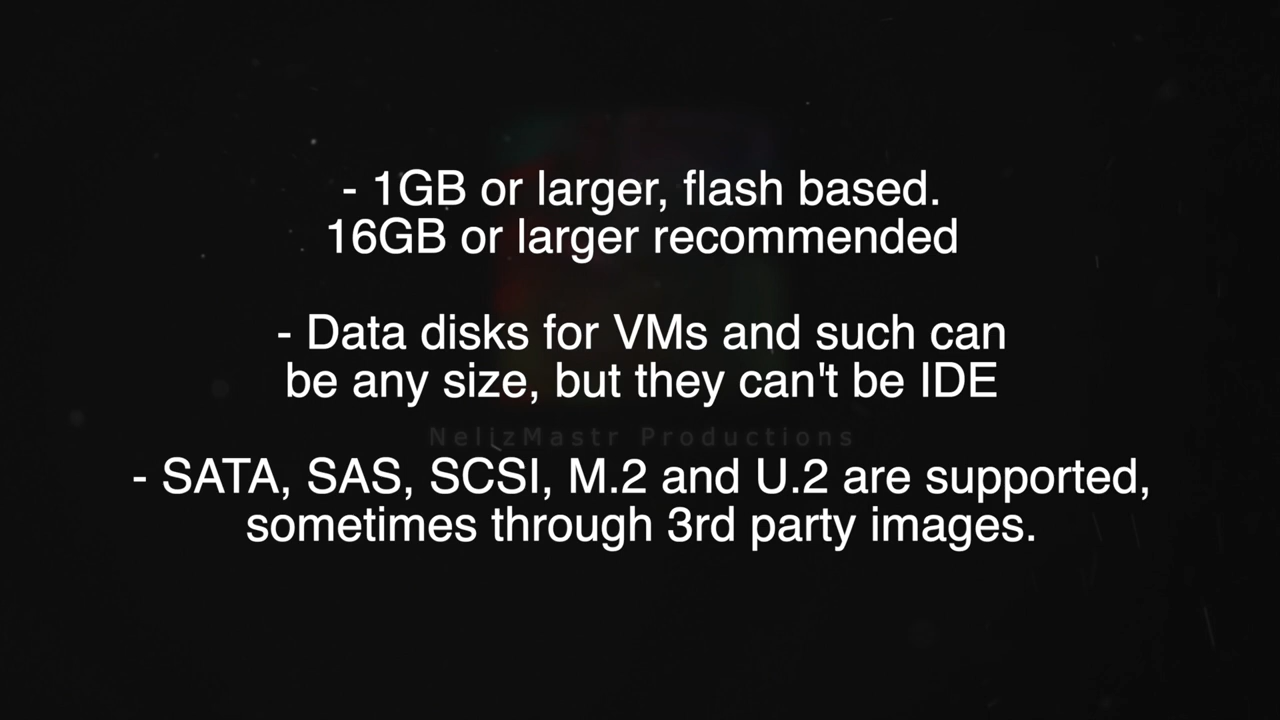 - 1GB or larger, flash based.
16GB or larger recommended
- Data disks for VMs and such can
be any size, but they can't be IDE
NelizMastr Productions
- SATA, SAS, SCSI, M.2 and U.2 are supported,
sometimes through 3rd party images.